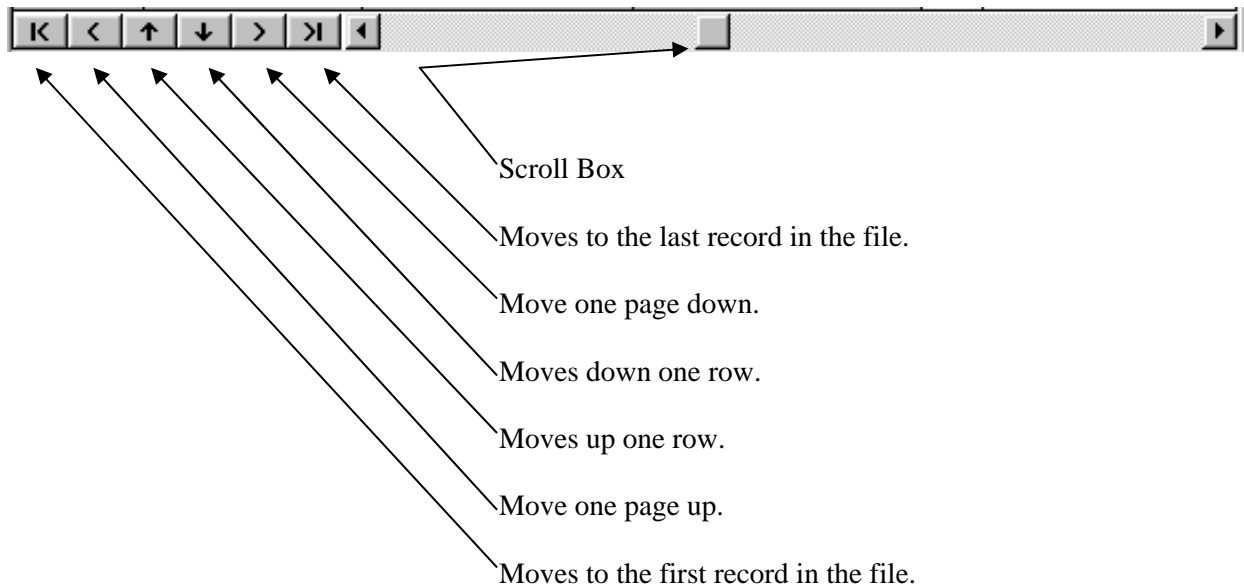 Scroll Box
Moves to the last record in the file.
Move one page down.
Moves down one row.
Moves up one row.
Move one page up.
Moves to the first record in the file.